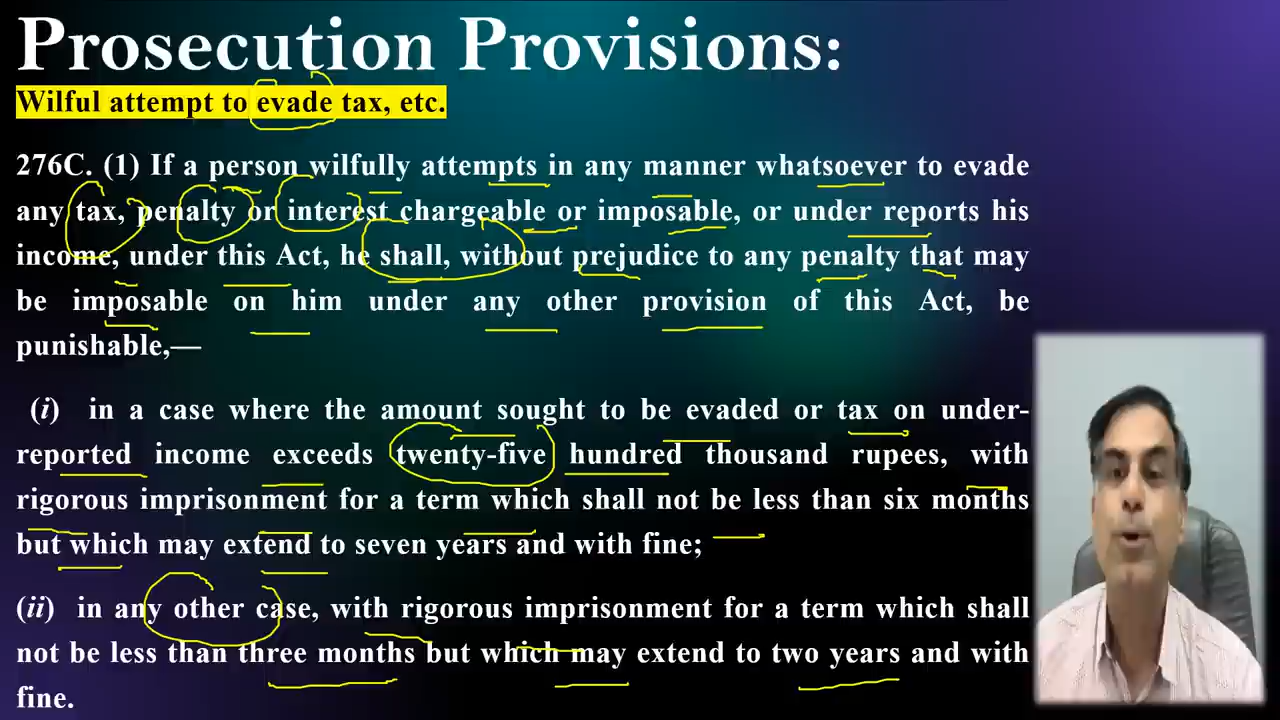 Prosecution Provisions:
Wilful attempt to evade tax, etc.
276C. (1) If a person wilfully attempts in any manner whatsoever to evade
any tax, penalty or interest chargeable or imposable, or under reports his
income, under this Act, he shall, without prejudice to any penalty that may
be imposable on him under any other provision of this Act, be
punishable,—
(i) in a case where the amount sought to be evaded or tax on under-
reported income exceeds twenty-five hundred thousand rupees, with
rigorous imprisonment for a term which shall not be less than six months
but which may extend to seven years and with fine;
(ii) in any other case, with rigorous imprisonment for a term which shall
not be less than three months but which may extend to two years and with
fine.